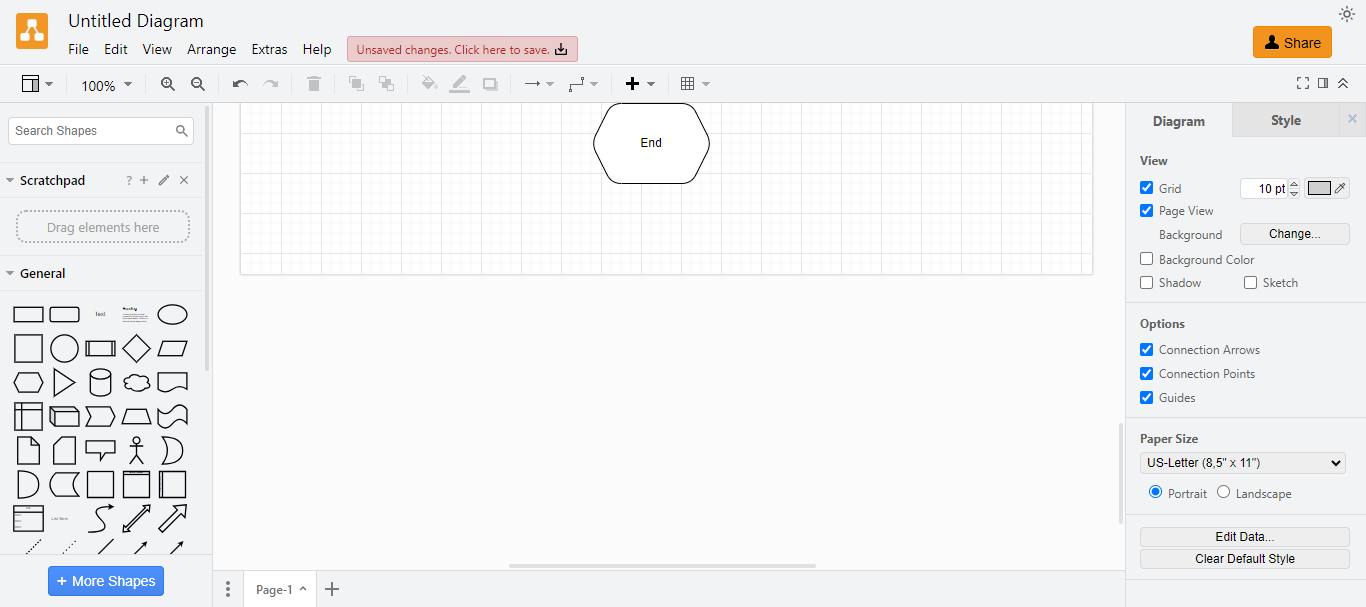 Untitled Diagram
File Edit View Arrange Extras Help
Unsaved changes. Click here to save.
Share
100%
Search Shapes
Scratchpad
?
Drag elements here
General
Text
Heading
List Item
+ More Shapes
End
Page-1
Diagram
Style
View
Grid
10 pt
Page View
Background
Change...
Background Color
Shadow
Sketch
Options
Connection Arrows
Connection Points
Guides
Paper Size
US-Letter (8,5" x 11")
Portrait
Landscape
Edit Data...
Clear Default Style